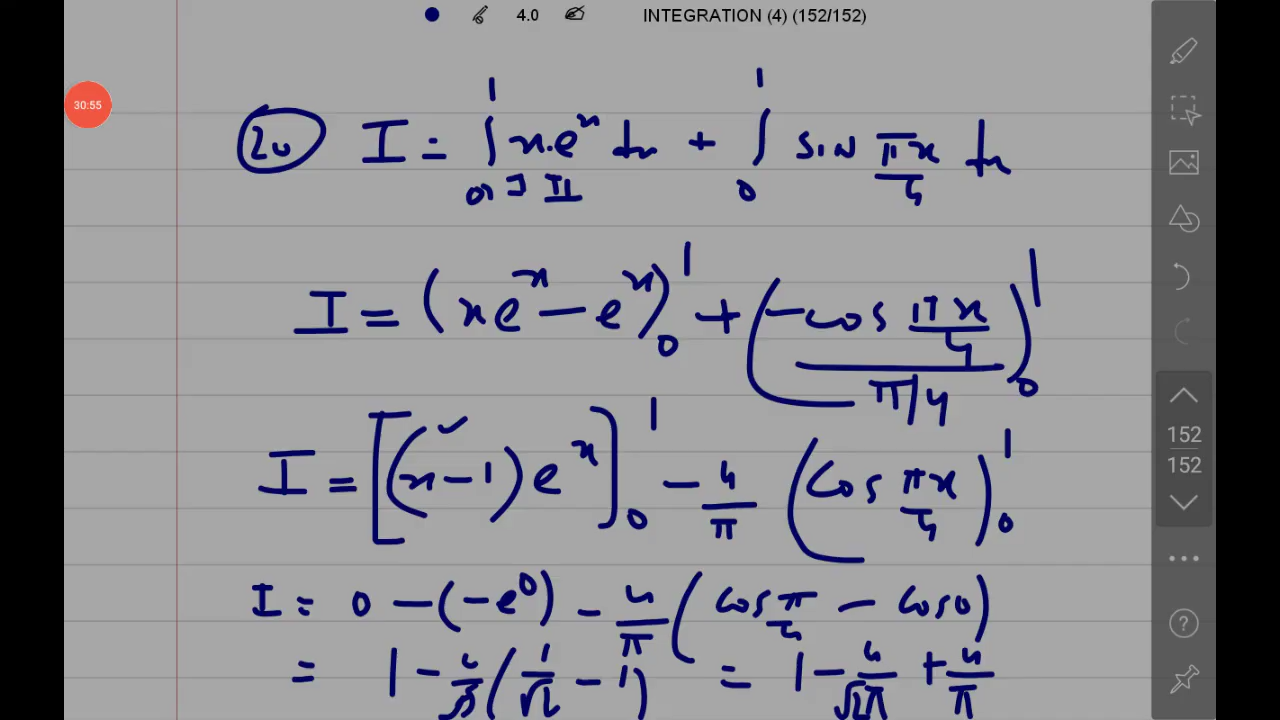 4.0 INTEGRATION (4) (152/152)
30:55
(20) I = ∫₀¹ x.eˣ dx + ∫₀¹ sin πx/4 dx
I II
I = (xeˣ − eˣ)₀¹ + (−cos πx/4 / π/4)₀¹
I = [(x−1)eˣ]₀¹ − 4/π (cos πx/4)₀¹
I = 0 − (−e⁰) − 4/π (cos π/4 − cos 0)
= 1 − 4/π (1/√2 − 1) = 1 − 4/√2π + 4/π
152
152